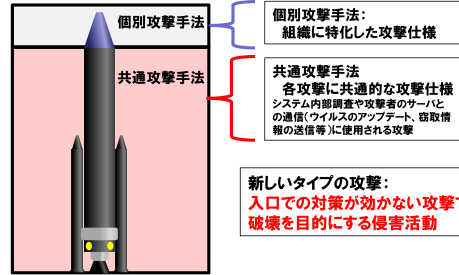 個別攻撃手法
共通攻撃手法
個別攻撃手法：
組織に特化した攻撃仕様
共通攻撃手法
各攻撃に共通的な攻撃仕様
システム内部調査や攻撃者のサーバと
の通信（ウイルスのアップデート、窃取情
報の送信等）に使用される攻撃
新しいタイプの攻撃：
入口での対策が効かない攻撃で
破壊を目的にする侵害活動